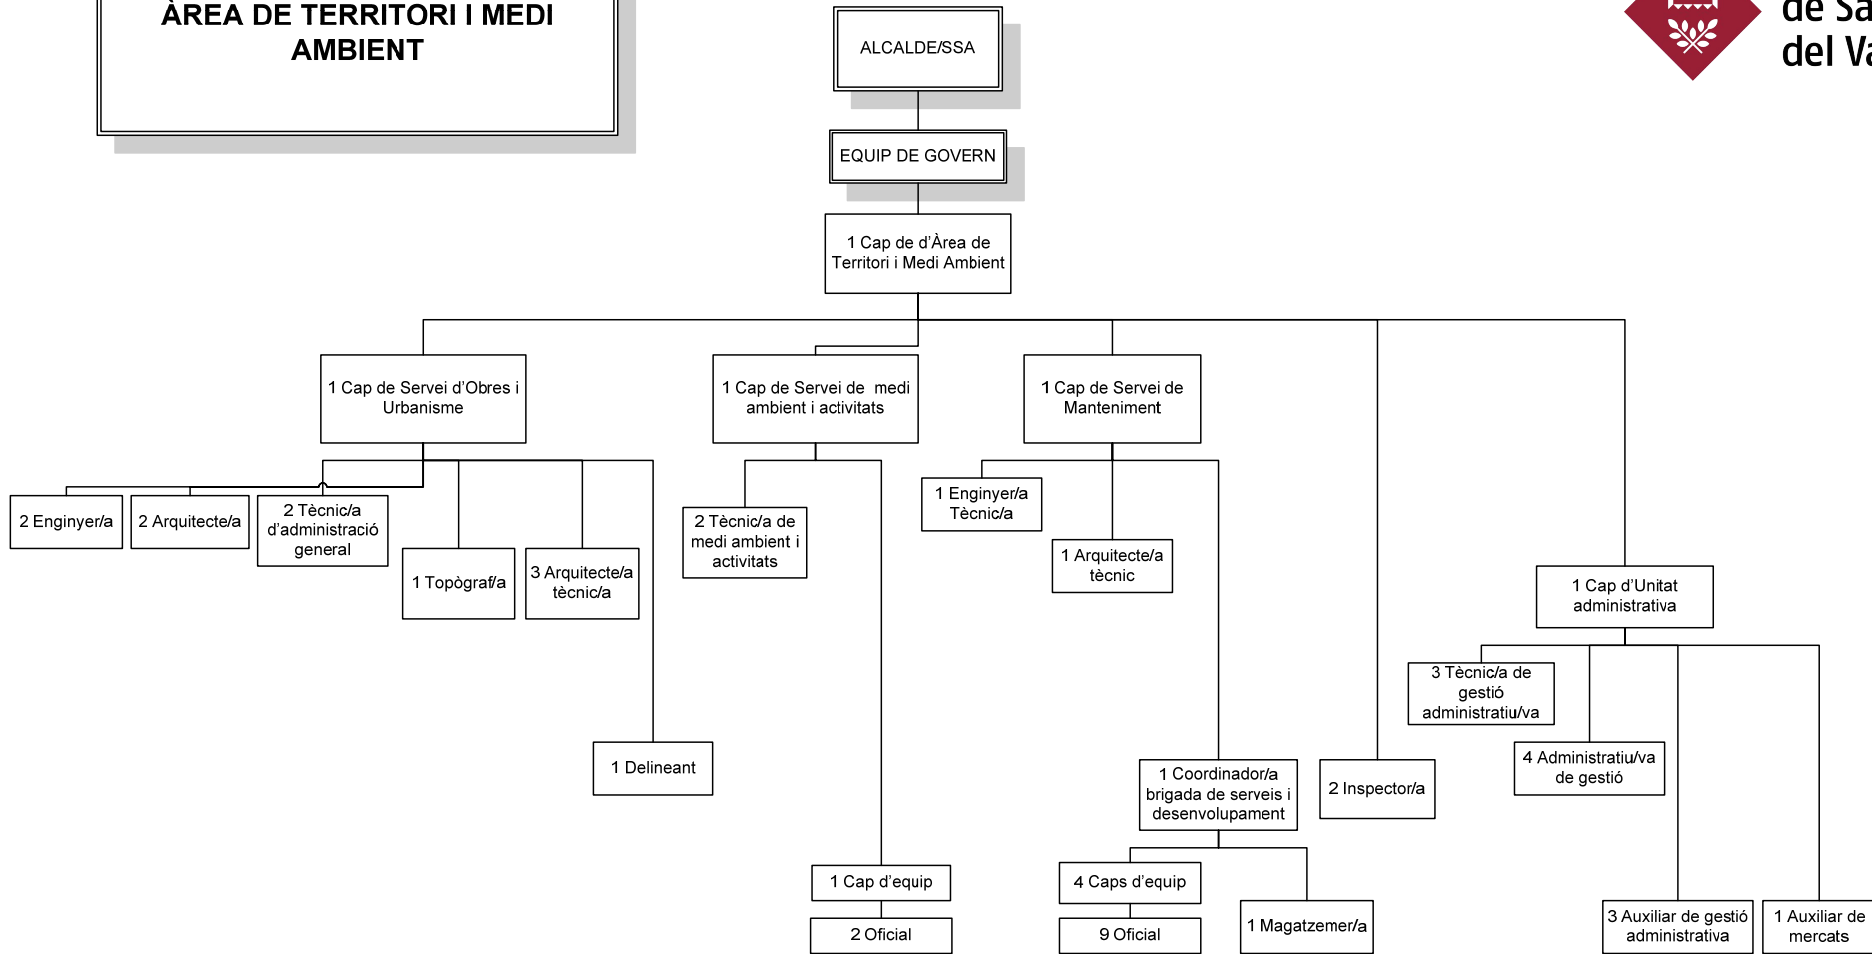 ÀREA DE TERRITORI I MEDI
AMBIENT
de Sa
del Va
ALCALDE/SSA
EQUIP DE GOVERN
1 Cap de d'Àrea de
Territori i Medi Ambient
1 Cap de Servei d'Obres i
Urbanisme
1 Cap de Servei de medi
ambient i activitats
1 Cap de Servei de
Manteniment
2 Enginyer/a
2 Arquitecte/a
2 Tècnic/a
d'administració
general
1 Topògraf/a
3 Arquitecte/a
tècnic/a
1 Delineant
2 Tècnic/a de
medi ambient i
activitats
1 Cap d'equip
2 Oficial
1 Enginyer/a
Tècnic/a
1 Arquitecte/a
tècnic
1 Coordinador/a
brigada de serveis i
desenvolupament
4 Caps d'equip
9 Oficial
1 Magatzemer/a
2 Inspector/a
1 Cap d'Unitat
administrativa
3 Tècnic/a de
gestió
administratiu/va
4 Administratiu/va
de gestió
3 Auxiliar de gestió
administrativa
1 Auxiliar de
mercats